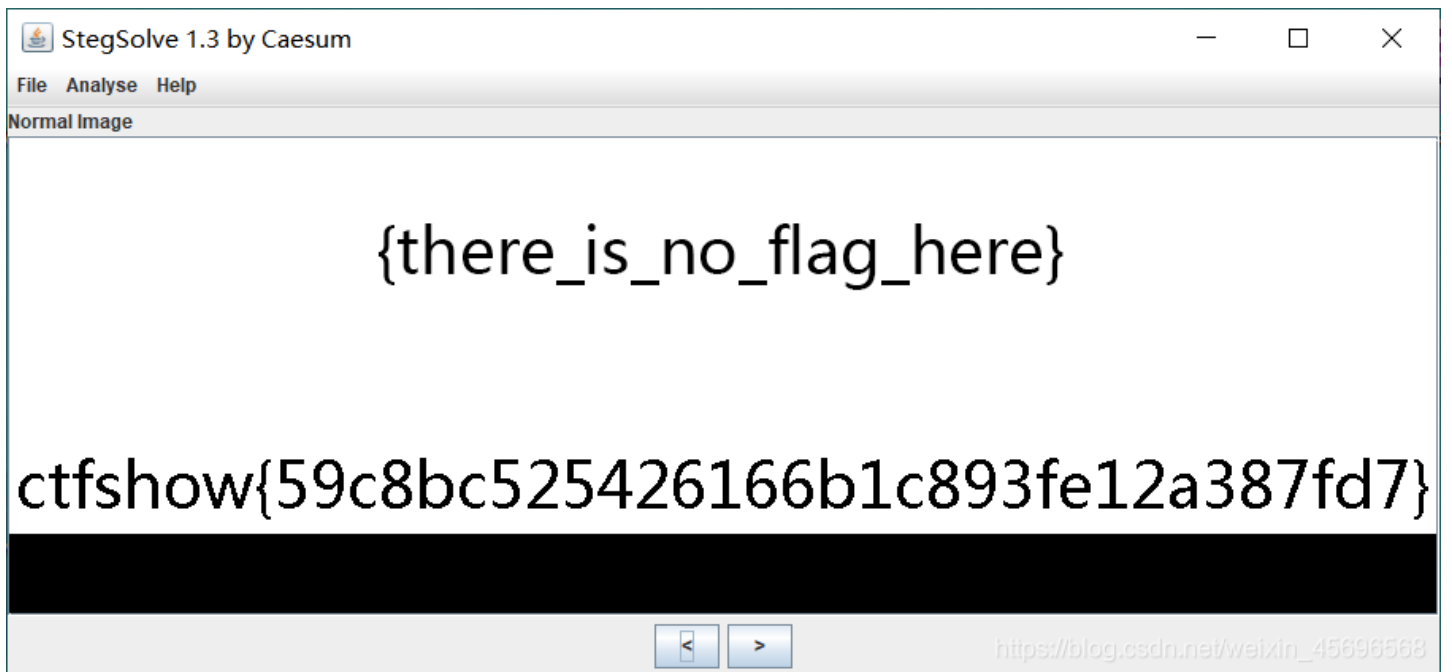 StegSolve 1.3 by Caesum
File Analyse Help
Normal Image
{there_is_no_flag_here}
ctfshow{59c8bc525426166b1c893fe12a387fd7}
< >
https://blog.csdn.net/weixin_45696568